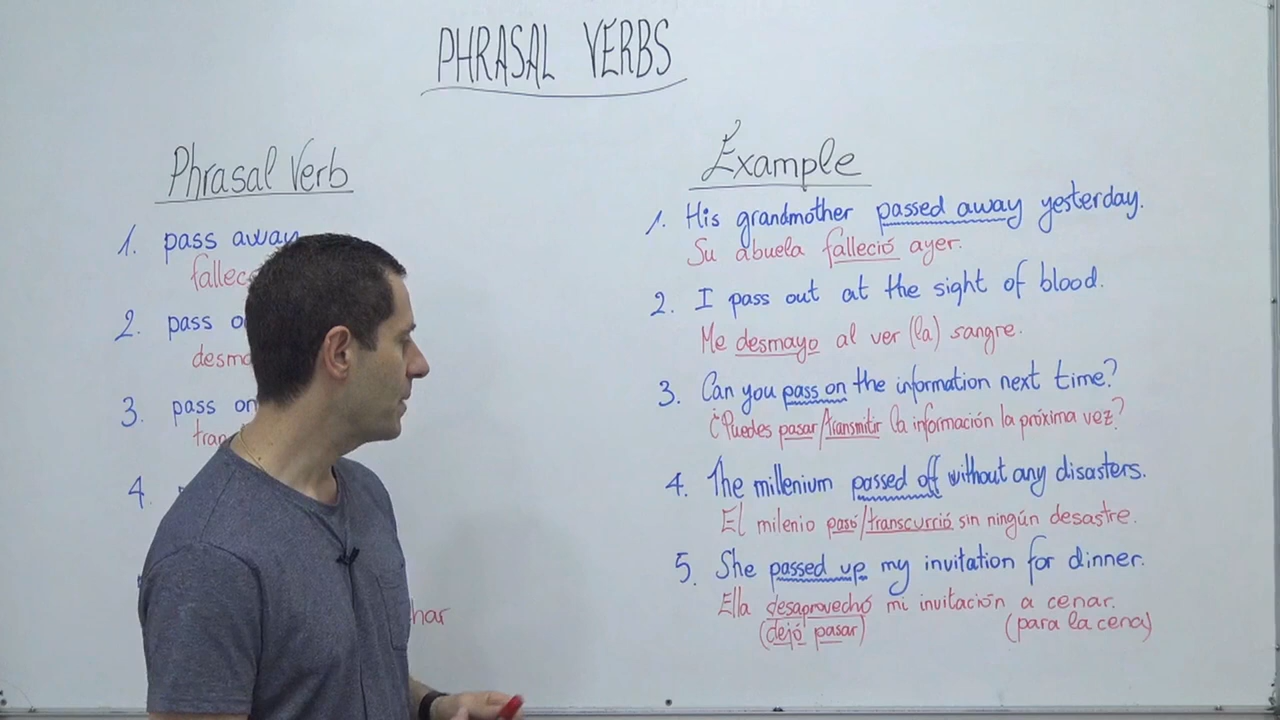 PHRASAL VERBS
Phrasal Verb
1. pass away
2. pass
desma
3. pass on
4.
Example
1. His grandmother passed away yesterday.
Su abuela falleció ayer.
2. I pass out at the sight of blood.
Me desmayo al ver (la) sangre.
3. Can you pass on the information next time?
¿Puedes pasar/transmitir la información la próxima vez?
4. The millenium passed off without any disasters.
El milenio pasó/transcurrió sin ningún desastre.
5. She passed up my invitation for dinner.
Ella desaprovechó mi invitación a cenar.
(dejó pasar) (para la cena)